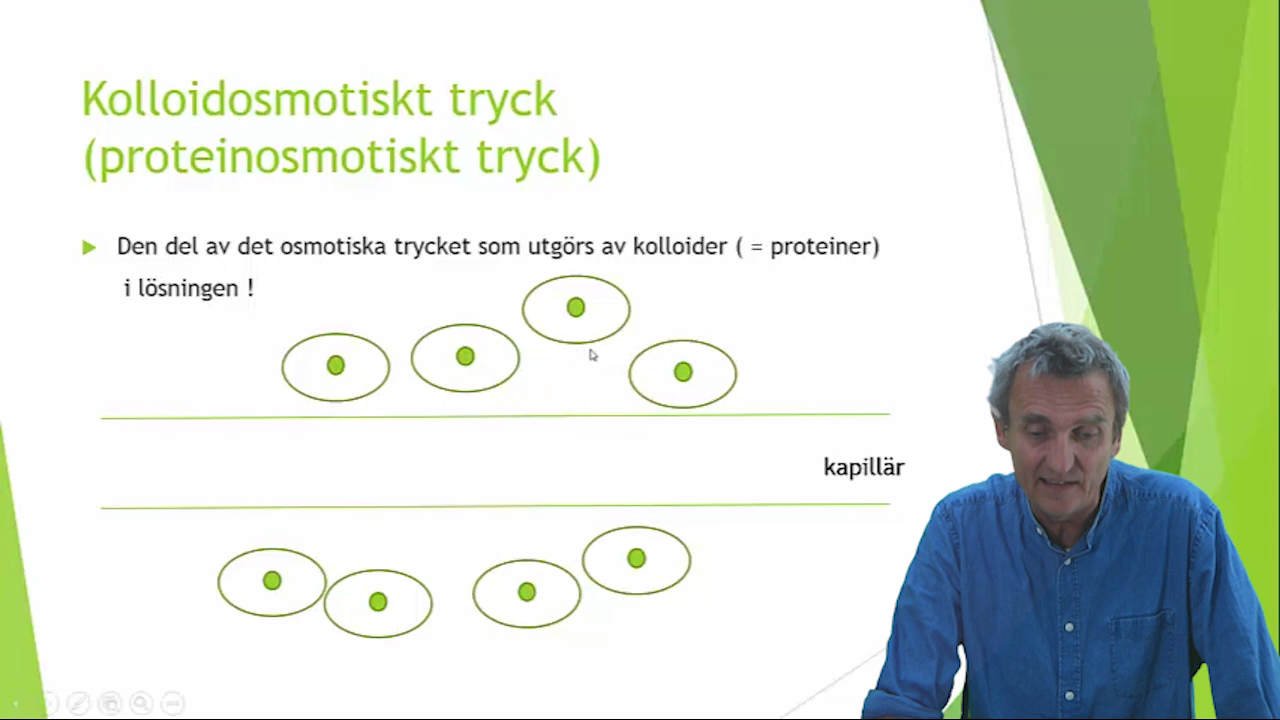 Kolloidosmotiskt tryck
(proteinosmotiskt tryck)
Den del av det osmotiska trycket som utgörs av kolloider ( = proteiner)
i lösningen !
kapillär